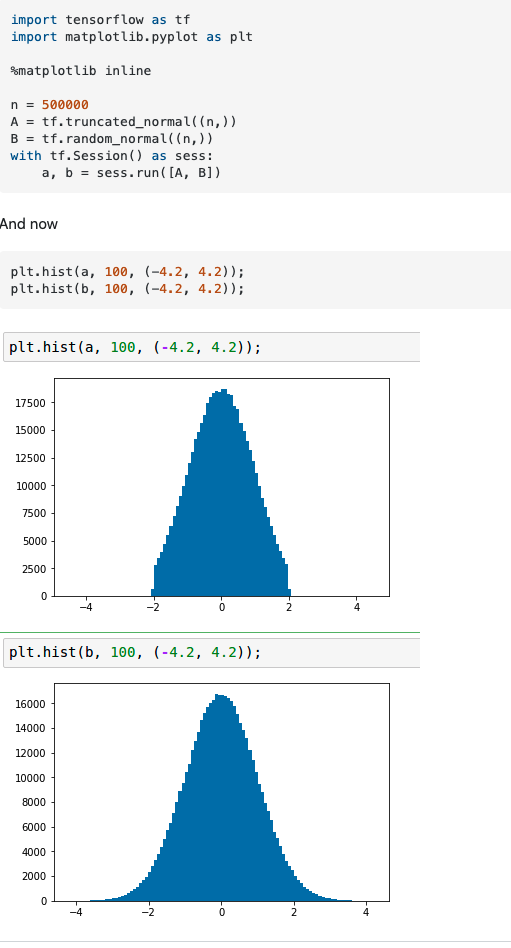 import tensorflow as tf
import matplotlib.pyplot as plt
%matplotlib inline
n = 500000
A = tf.truncated_normal((n,))
B = tf.random_normal((n,))
with tf.Session() as sess:
    a, b = sess.run([A, B])
And now
plt.hist(a, 100, (-4.2, 4.2));
plt.hist(b, 100, (-4.2, 4.2));
plt.hist(a, 100, (-4.2, 4.2));
17500
15000
12500
10000
7500
5000
2500
0
−4 −2 0 2 4
plt.hist(b, 100, (-4.2, 4.2));
16000
14000
12000
10000
8000
6000
4000
2000
0
−4 −2 0 2 4